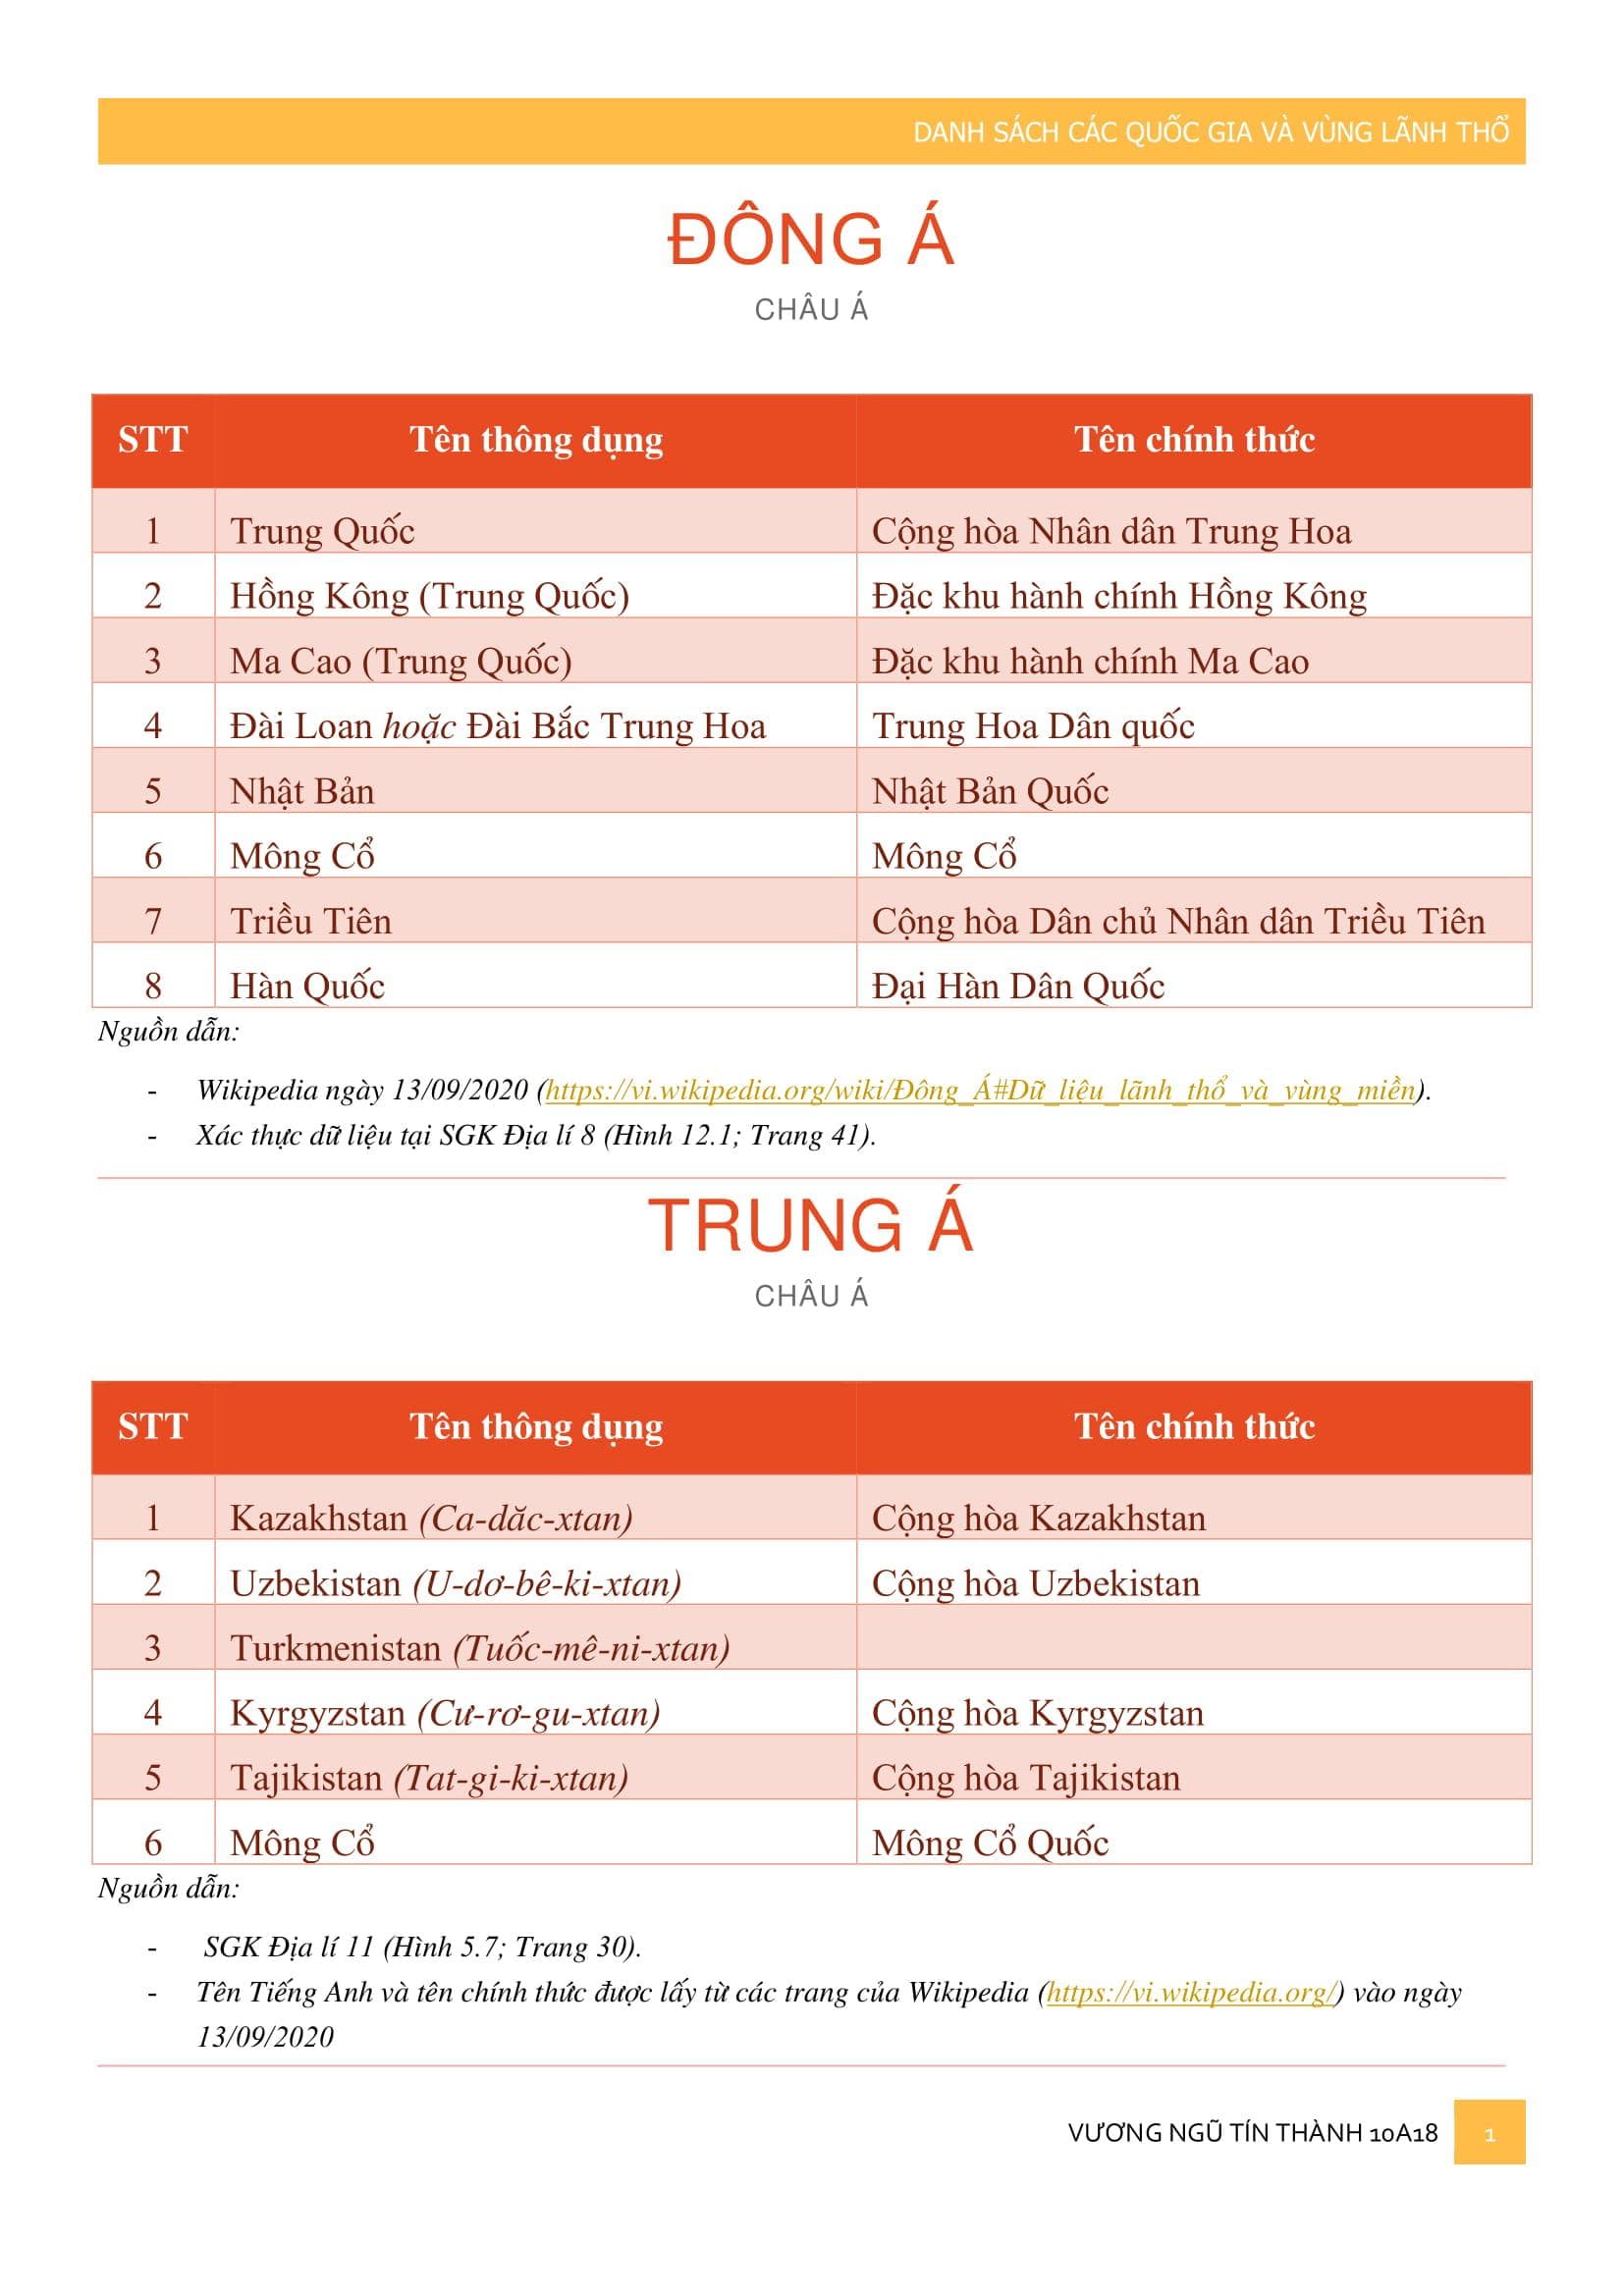 DANH SÁCH CÁC QUỐC GIA VÀ VÙNG LÃNH THỔ
ĐÔNG Á
CHÂU Á
STT Tên thông dụng Tên chính thức
1 Trung Quốc Cộng hòa Nhân dân Trung Hoa
2 Hồng Kông (Trung Quốc) Đặc khu hành chính Hồng Kông
3 Ma Cao (Trung Quốc) Đặc khu hành chính Ma Cao
4 Đài Loan hoặc Đài Bắc Trung Hoa Trung Hoa Dân quốc
5 Nhật Bản Nhật Bản Quốc
6 Mông Cổ Mông Cổ
7 Triều Tiên Cộng hòa Dân chủ Nhân dân Triều Tiên
8 Hàn Quốc Đại Hàn Dân Quốc
Nguồn dẫn:
- Wikipedia ngày 13/09/2020 (https://vi.wikipedia.org/wiki/Đông_Á#Dữ_liệu_lãnh_thổ_và_vùng_miền).
- Xác thực dữ liệu tại SGK Địa lí 8 (Hình 12.1; Trang 41).
TRUNG Á
CHÂU Á
STT Tên thông dụng Tên chính thức
1 Kazakhstan (Ca-dăc-xtan) Cộng hòa Kazakhstan
2 Uzbekistan (U-dơ-bê-ki-xtan) Cộng hòa Uzbekistan
3 Turkmenistan (Tuốc-mê-ni-xtan)
4 Kyrgyzstan (Cư-rơ-gu-xtan) Cộng hòa Kyrgyzstan
5 Tajikistan (Tat-gi-ki-xtan) Cộng hòa Tajikistan
6 Mông Cổ Mông Cổ Quốc
Nguồn dẫn:
- SGK Địa lí 11 (Hình 5.7; Trang 30).
- Tên Tiếng Anh và tên chính thức được lấy từ các trang của Wikipedia (https://vi.wikipedia.org/) vào ngày
13/09/2020
VƯƠNG NGŨ TÍN THÀNH 10A18 1